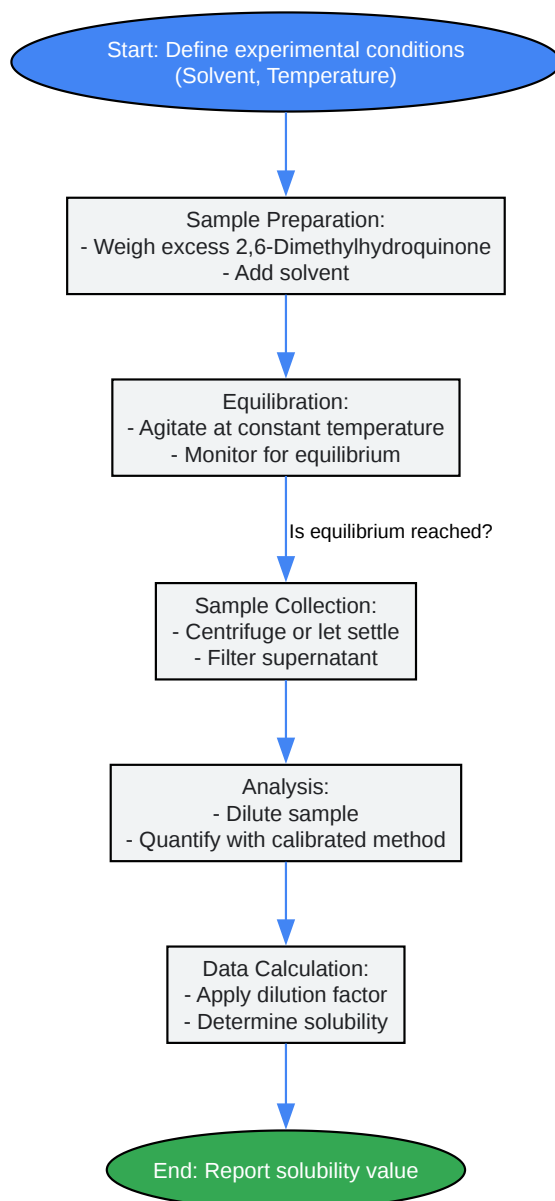 Start: Define experimental conditions
(Solvent, Temperature)
Sample Preparation:
- Weigh excess 2,6-Dimethylhydroquinone
- Add solvent
Equilibration:
- Agitate at constant temperature
- Monitor for equilibrium
Is equilibrium reached?
Sample Collection:
- Centrifuge or let settle
- Filter supernatant
Analysis:
- Dilute sample
- Quantify with calibrated method
Data Calculation:
- Apply dilution factor
- Determine solubility
End: Report solubility value